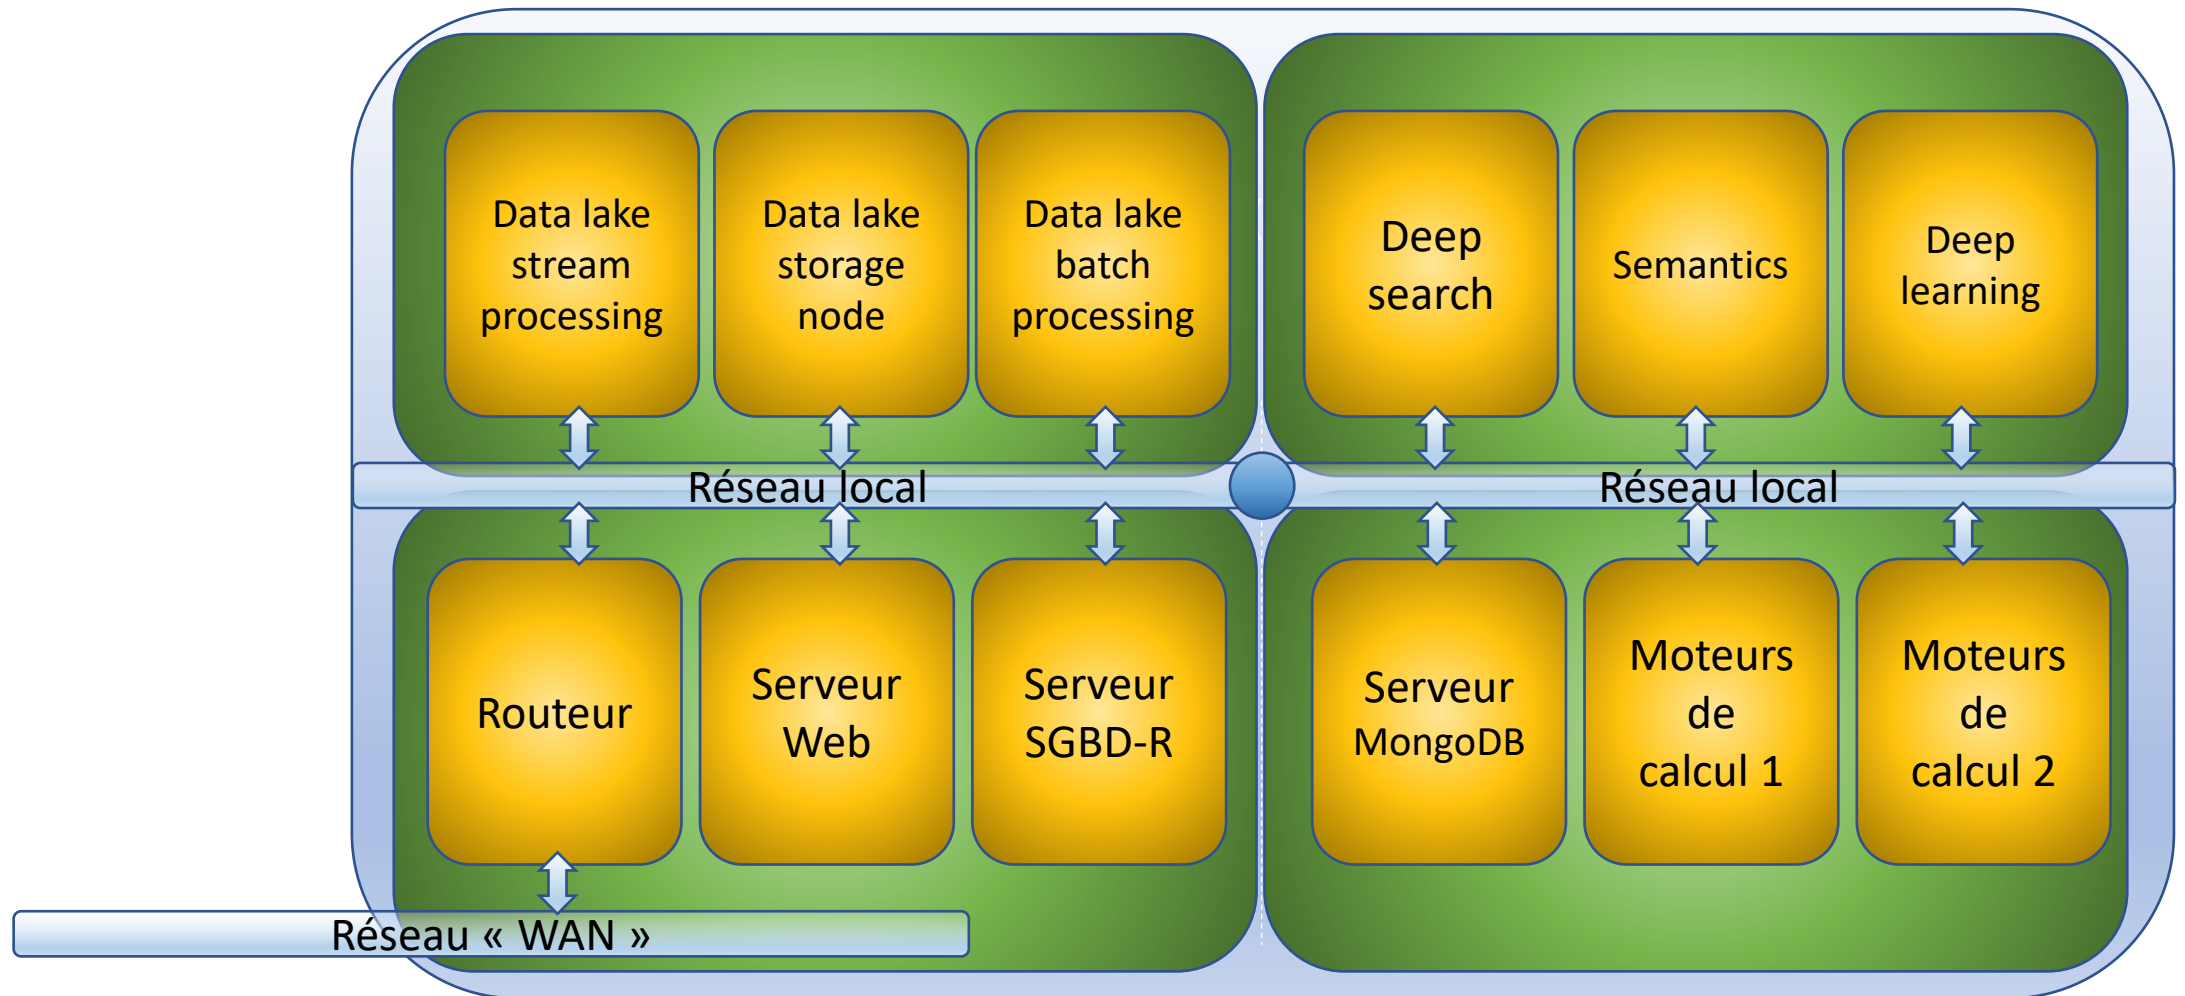 Data lake
stream
processing
Data lake
storage
node
Data lake
batch
processing
Deep
search
Semantics
Deep
learning
Réseau local
Réseau local
Routeur
Serveur
Web
Serveur
SGBD-R
Serveur
MongoDB
Moteurs
de
calcul 1
Moteurs
de
calcul 2
Réseau « WAN »